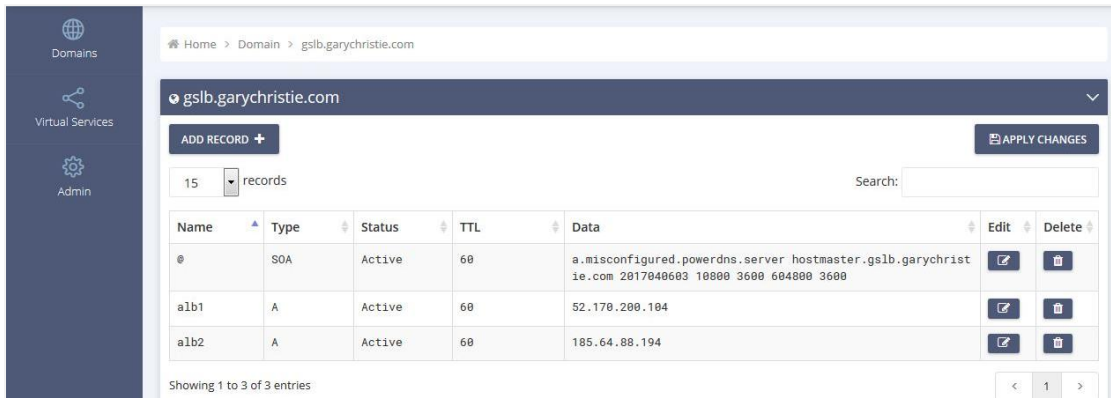 Domains
Virtual Services
Admin
Home > Domain > gslb.garychristie.com
gslb.garychristie.com
ADD RECORD +
APPLY CHANGES
15 records
Search:
Name Type Status TTL Data Edit Delete
@ SOA Active 60 a.misconfigured.powerdns.server hostmaster.gslb.garychrist
ie.com 2017040603 10800 3600 604800 3600
alb1 A Active 60 52.170.200.104
alb2 A Active 60 185.64.88.194
Showing 1 to 3 of 3 entries
< 1 >